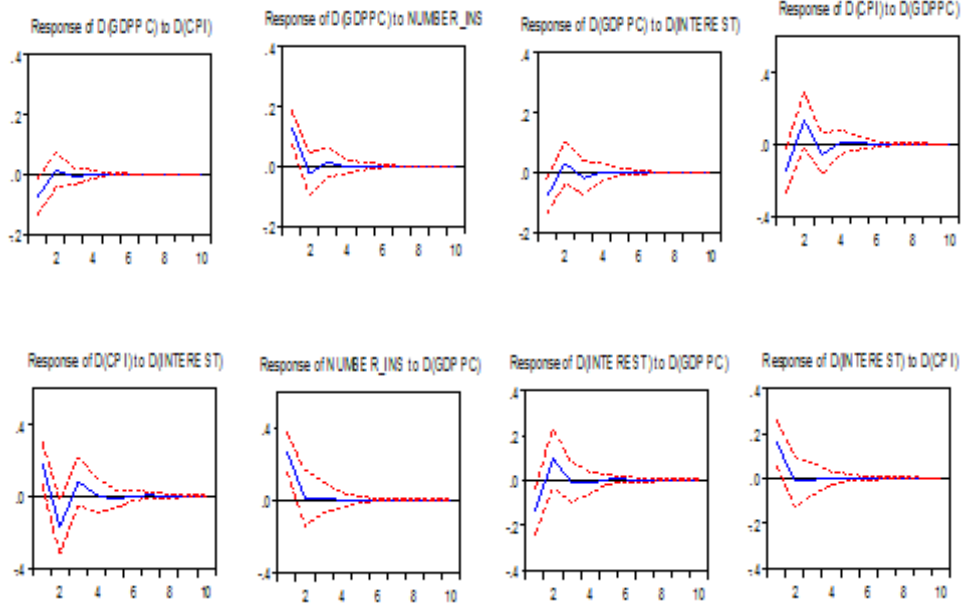 Response of D(GDPPC) to D(CPI)
Response of D(GDPPC) to NUMBER_INS
Response of D(GDPPC) to D(INTEREST)
Response of D(CPI) to D(GDPPC)
.4
.2
.0
-.2
2 4 6 8 10
.4
.2
.0
-.2
2 4 6 8 10
.4
.2
.0
-.2
2 4 6 8 10
.4
.0
-.4
2 4 6 8 10
Response of D(CPI) to D(INTEREST)
Response of NUMBER_INS to D(GDPPC)
Response of D(INTEREST) to D(GDPPC)
Response of D(INTEREST) to D(CPI)
.4
.0
-.4
2 4 6 8 10
.4
.0
-.4
2 4 6 8 10
.4
.2
.0
-.2
-.4
2 4 6 8 10
.4
.2
.0
-.2
-.4
2 4 6 8 10